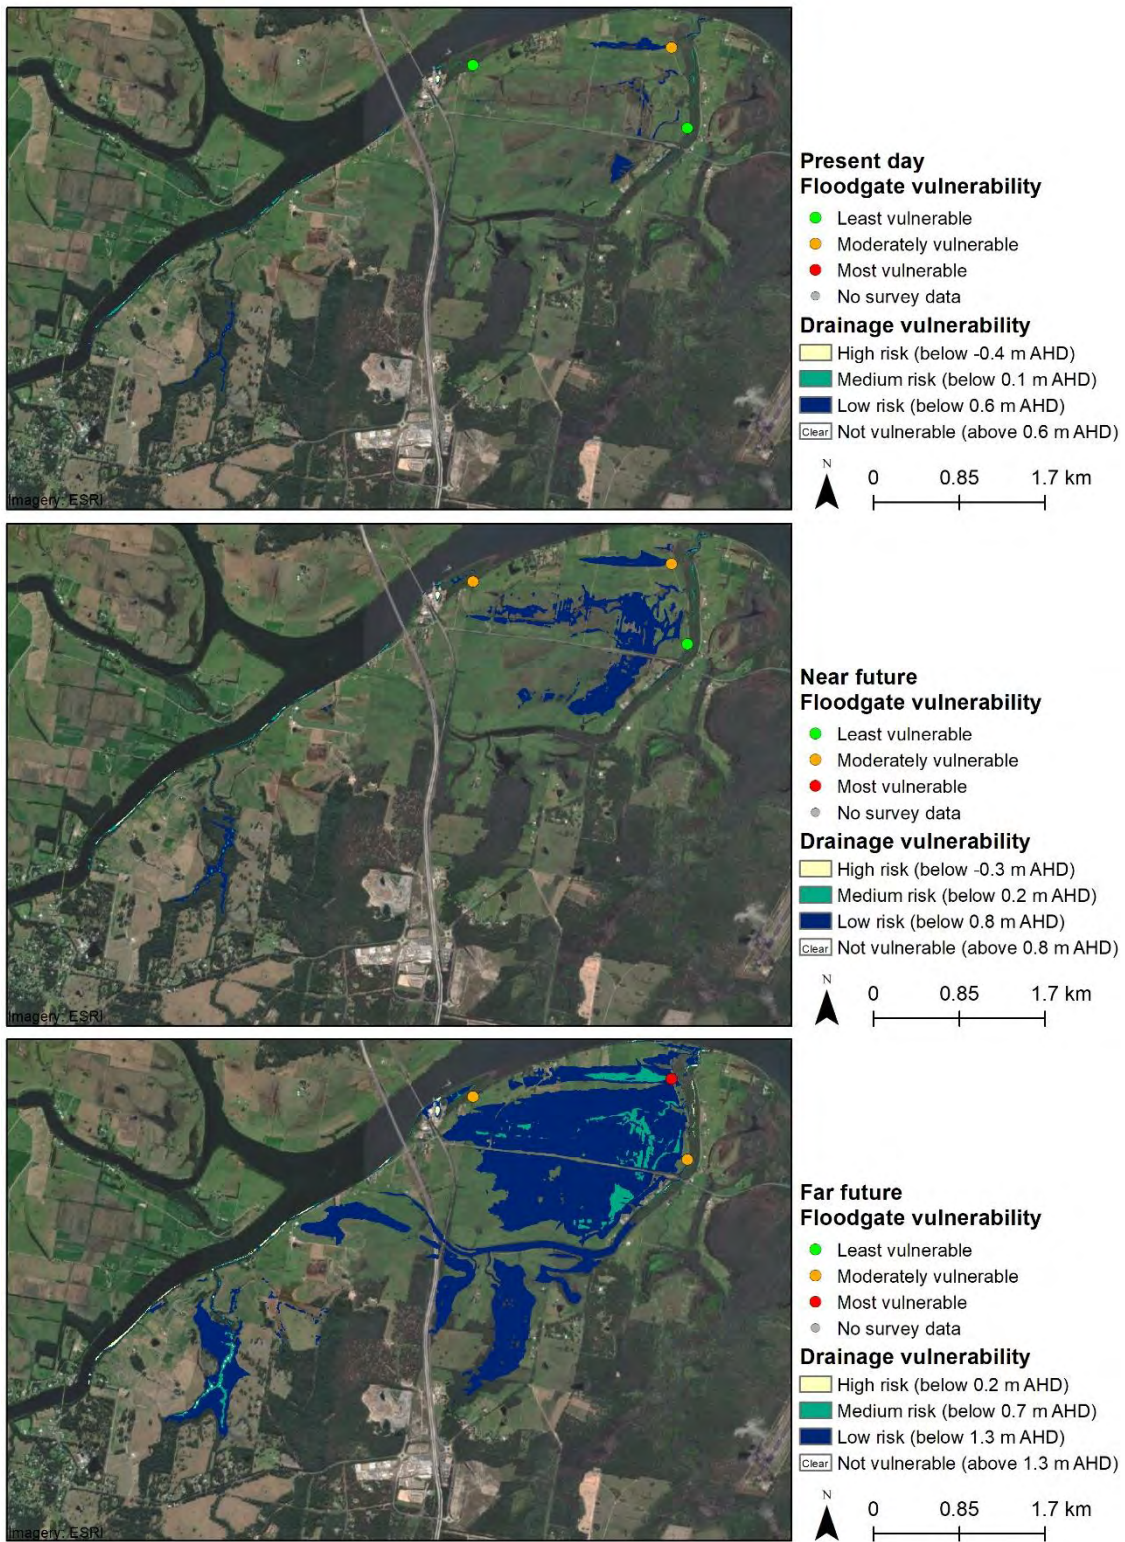 Present day
Floodgate vulnerability
Least vulnerable
Moderately vulnerable
Most vulnerable
No survey data
Drainage vulnerability
High risk (below -0.4 m AHD)
Medium risk (below 0.1 m AHD)
Low risk (below 0.6 m AHD)
Clear Not vulnerable (above 0.6 m AHD)
N
0 0.85 1.7 km
Imagery: ESRI
Near future
Floodgate vulnerability
Least vulnerable
Moderately vulnerable
Most vulnerable
No survey data
Drainage vulnerability
High risk (below -0.3 m AHD)
Medium risk (below 0.2 m AHD)
Low risk (below 0.8 m AHD)
Clear Not vulnerable (above 0.8 m AHD)
N
0 0.85 1.7 km
Imagery: ESRI
Far future
Floodgate vulnerability
Least vulnerable
Moderately vulnerable
Most vulnerable
No survey data
Drainage vulnerability
High risk (below 0.2 m AHD)
Medium risk (below 0.7 m AHD)
Low risk (below 1.3 m AHD)
Clear Not vulnerable (above 1.3 m AHD)
N
0 0.85 1.7 km
Imagery: ESRI